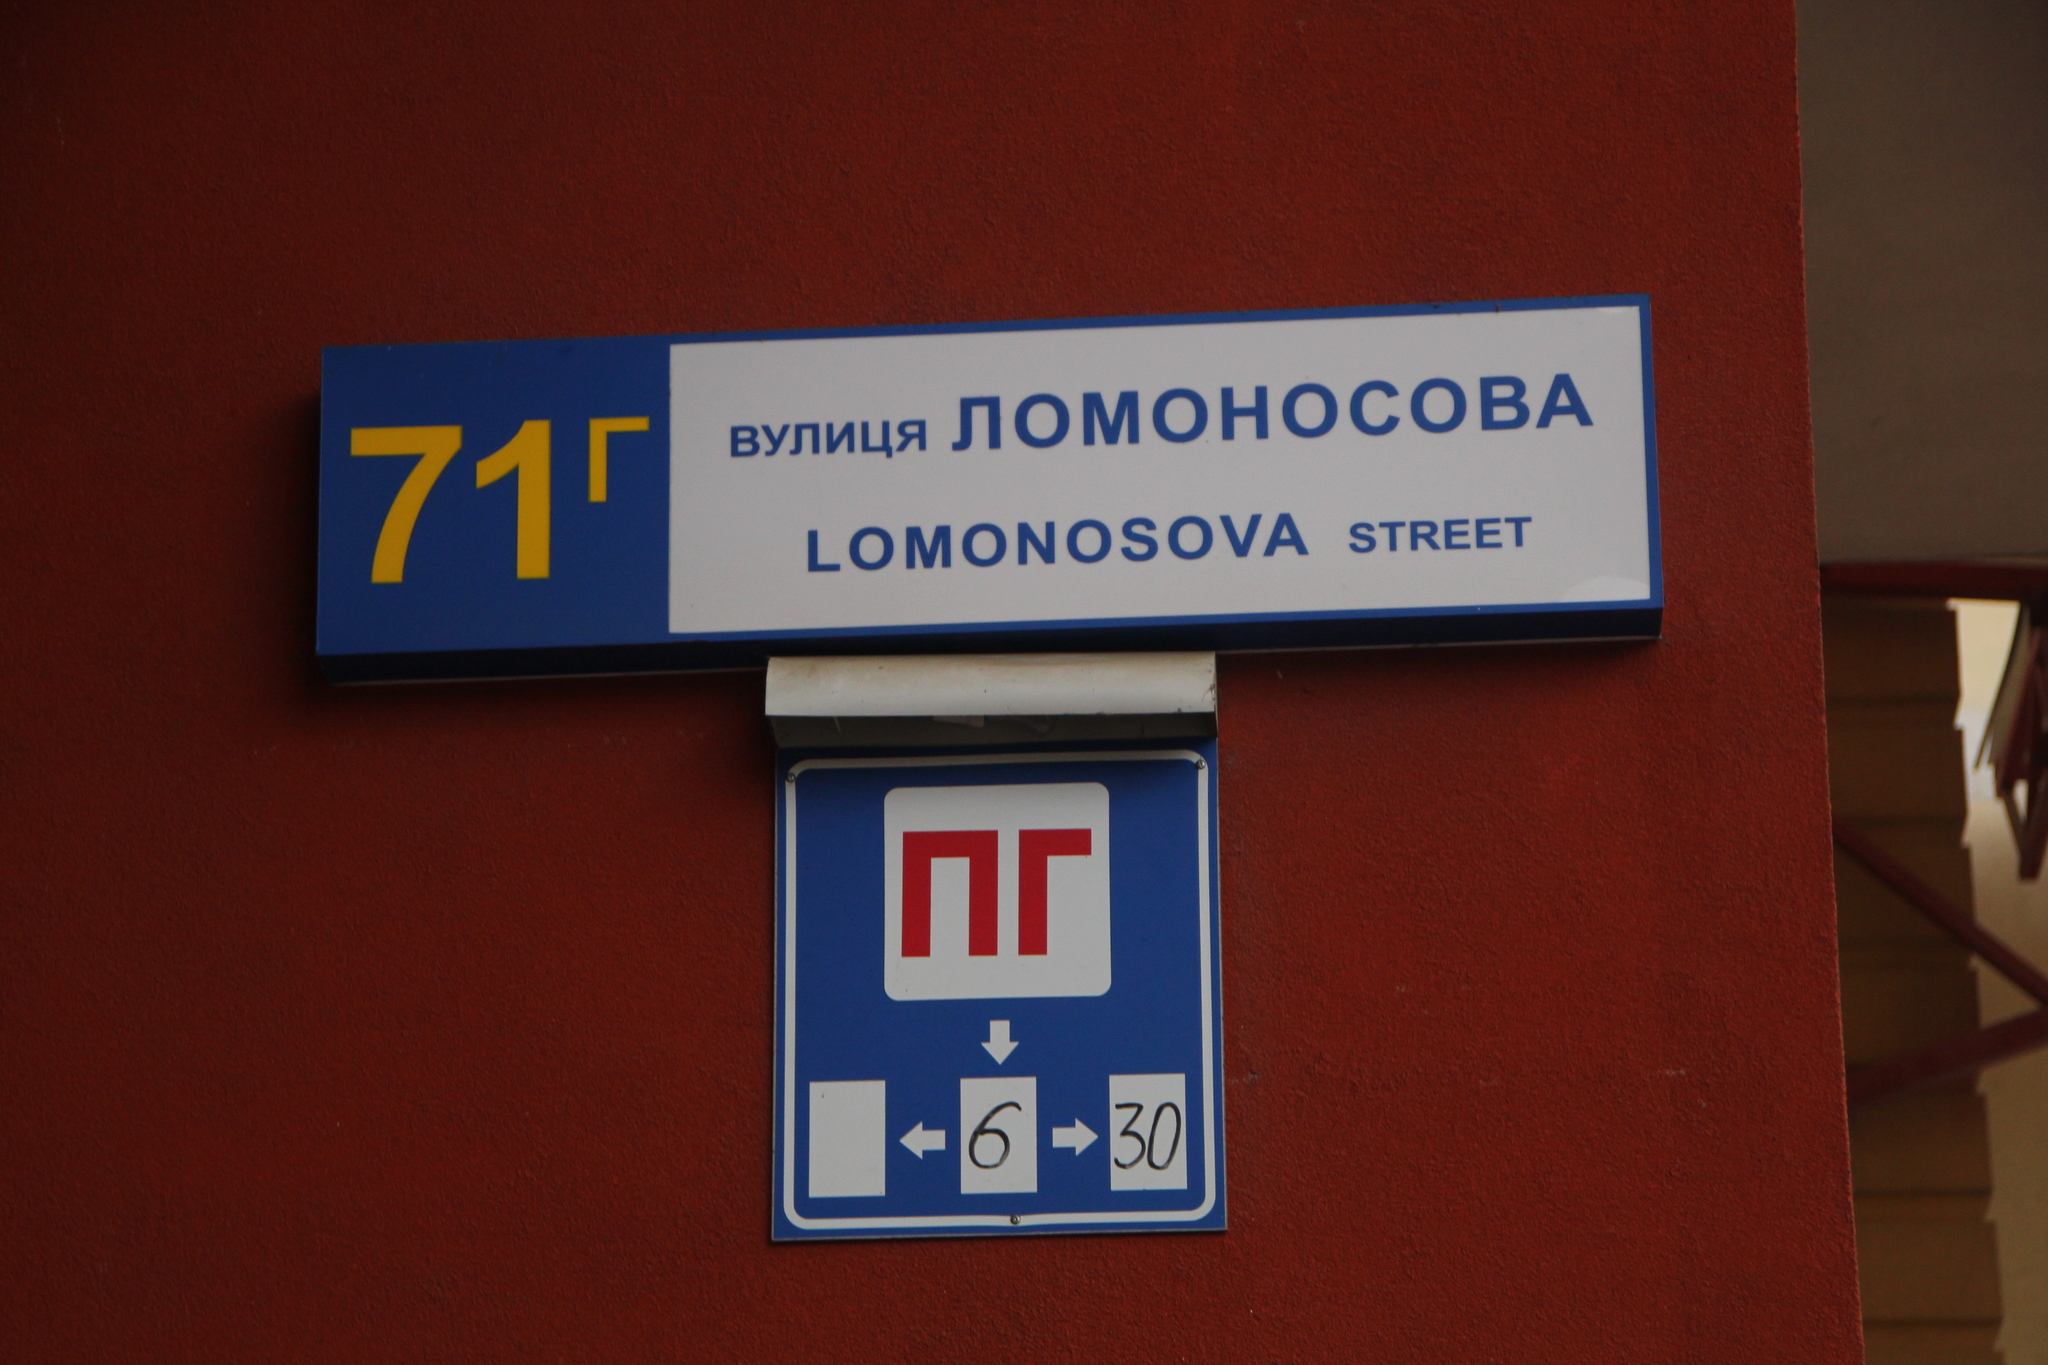 71Г
ВУЛИЦЯ ЛОМОНОСОВА
LOMONOSOVA STREET
ПГ
6 30